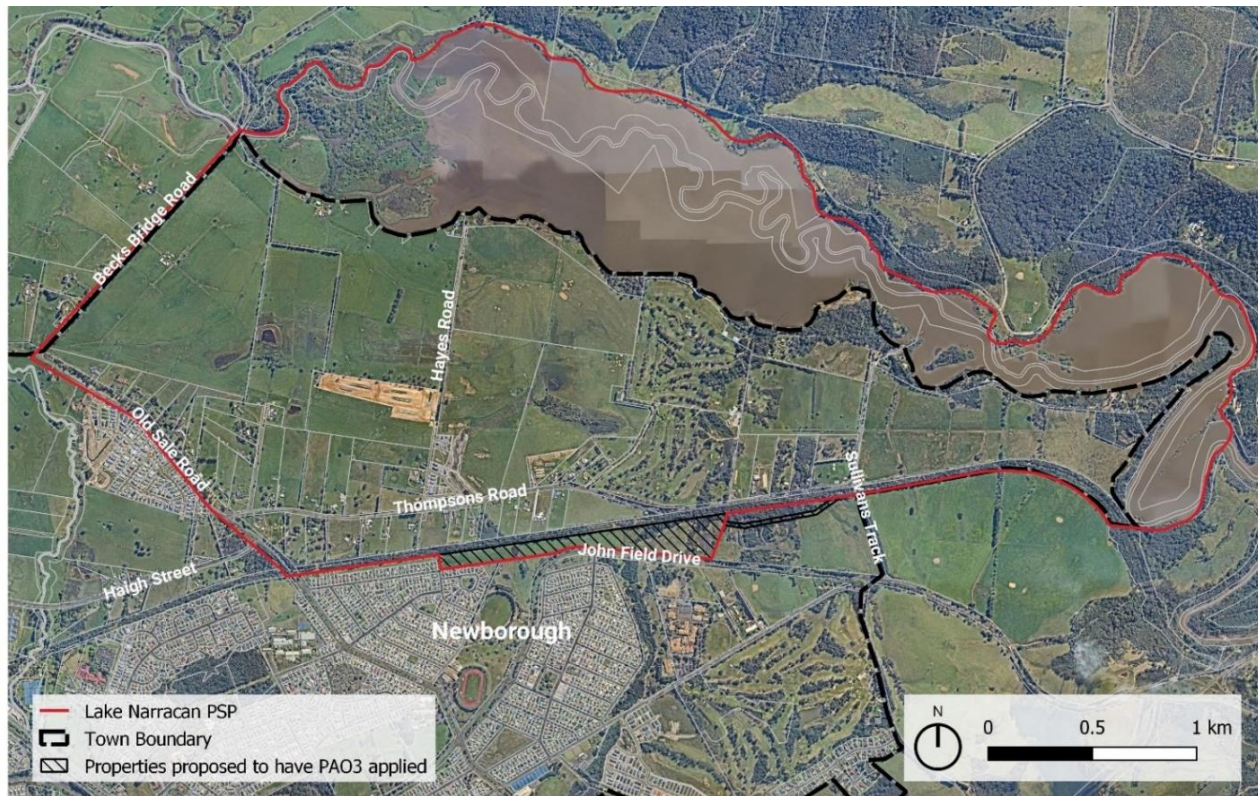 Becks Bridge Road
Hayes Road
Old Sale Road
Thompsons Road
Sullivans Track
John Field Drive
Haigh Street
Newborough
Lake Narracan PSP
Town Boundary
Properties proposed to have PAO3 applied
N
0 0.5 1 km